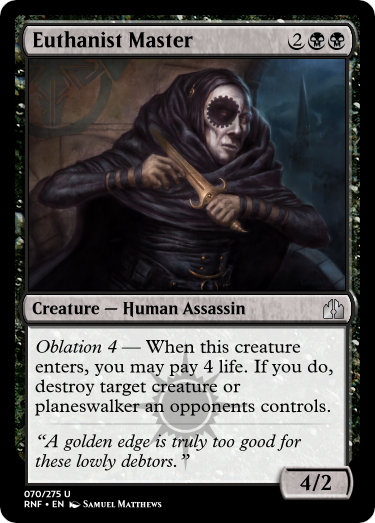 Euthanist Master 2
Creature — Human Assassin
Oblation 4 — When this creature
enters, you may pay 4 life. If you do,
destroy target creature or
planeswalker an opponents controls.
“A golden edge is truly too good for
these lowly debtors.”
4/2
070/275 U
RNF • EN Samuel Matthews